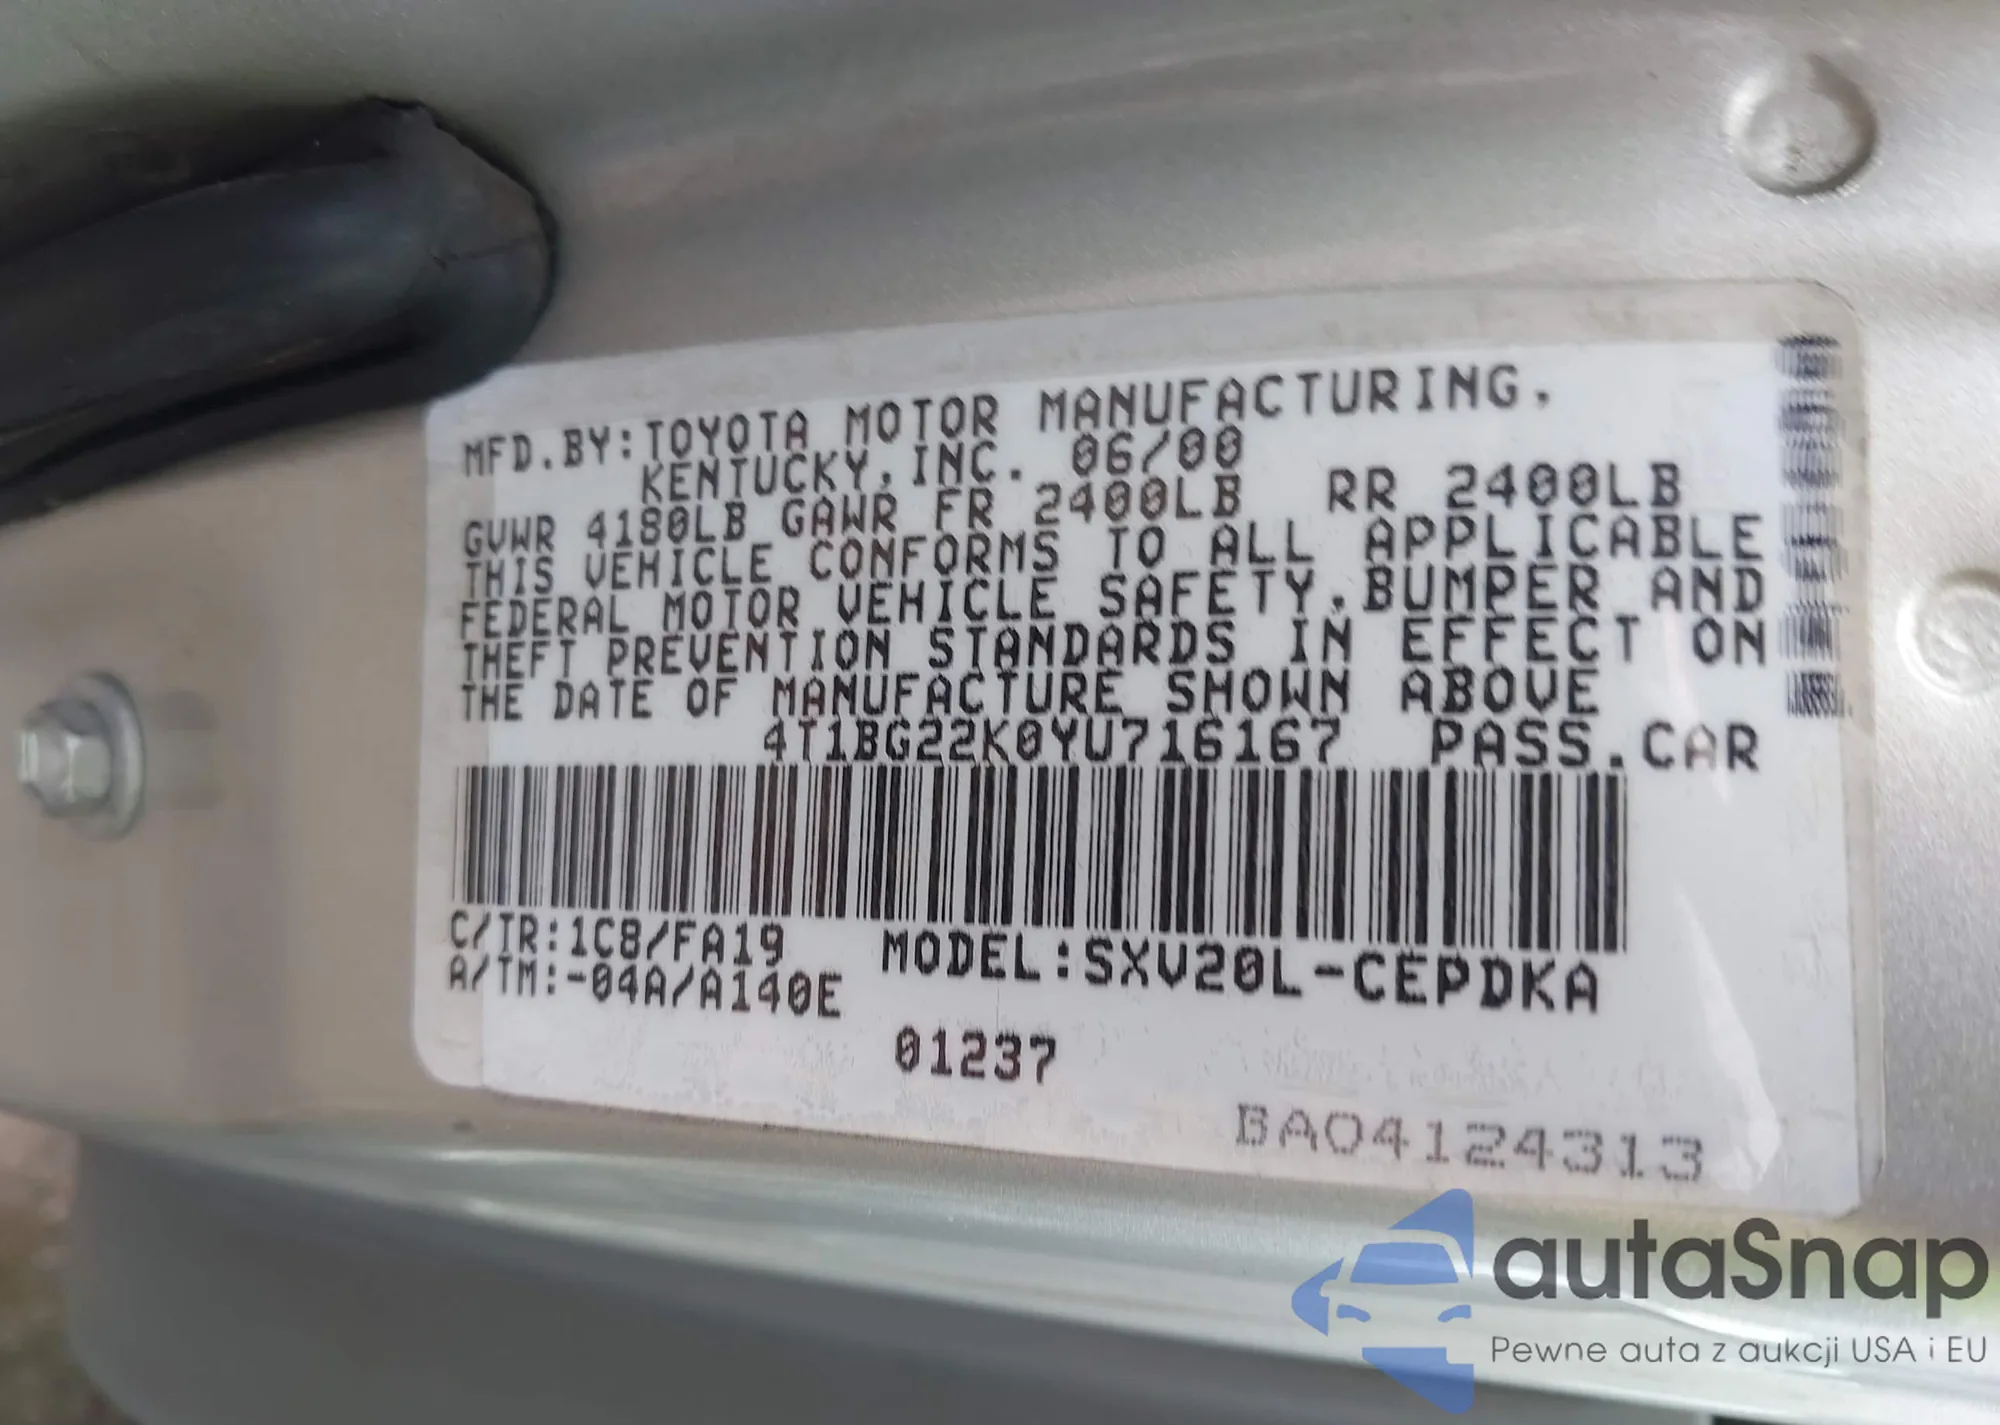 MFD.BY:TOYOTA MOTOR MANUFACTURING,
KENTUCKY,INC. 06/00
GVWR 4180LB GAWR FR 2400LB RR 2400LB
THIS VEHICLE CONFORMS TO ALL APPLICABLE
FEDERAL MOTOR VEHICLE SAFETY,BUMPER AND
THEFT PREVENTION STANDARDS IN EFFECT ON
THE DATE OF MANUFACTURE SHOWN ABOVE
4T1BG22K0YU716167 PASS.CAR
C/TR:1C8/FA19 MODEL:SXV20L-CEPDKA
A/TM:-04A/A140E
01237
BA04124313
autaSnap
Pewne auta z aukcji USA i EU